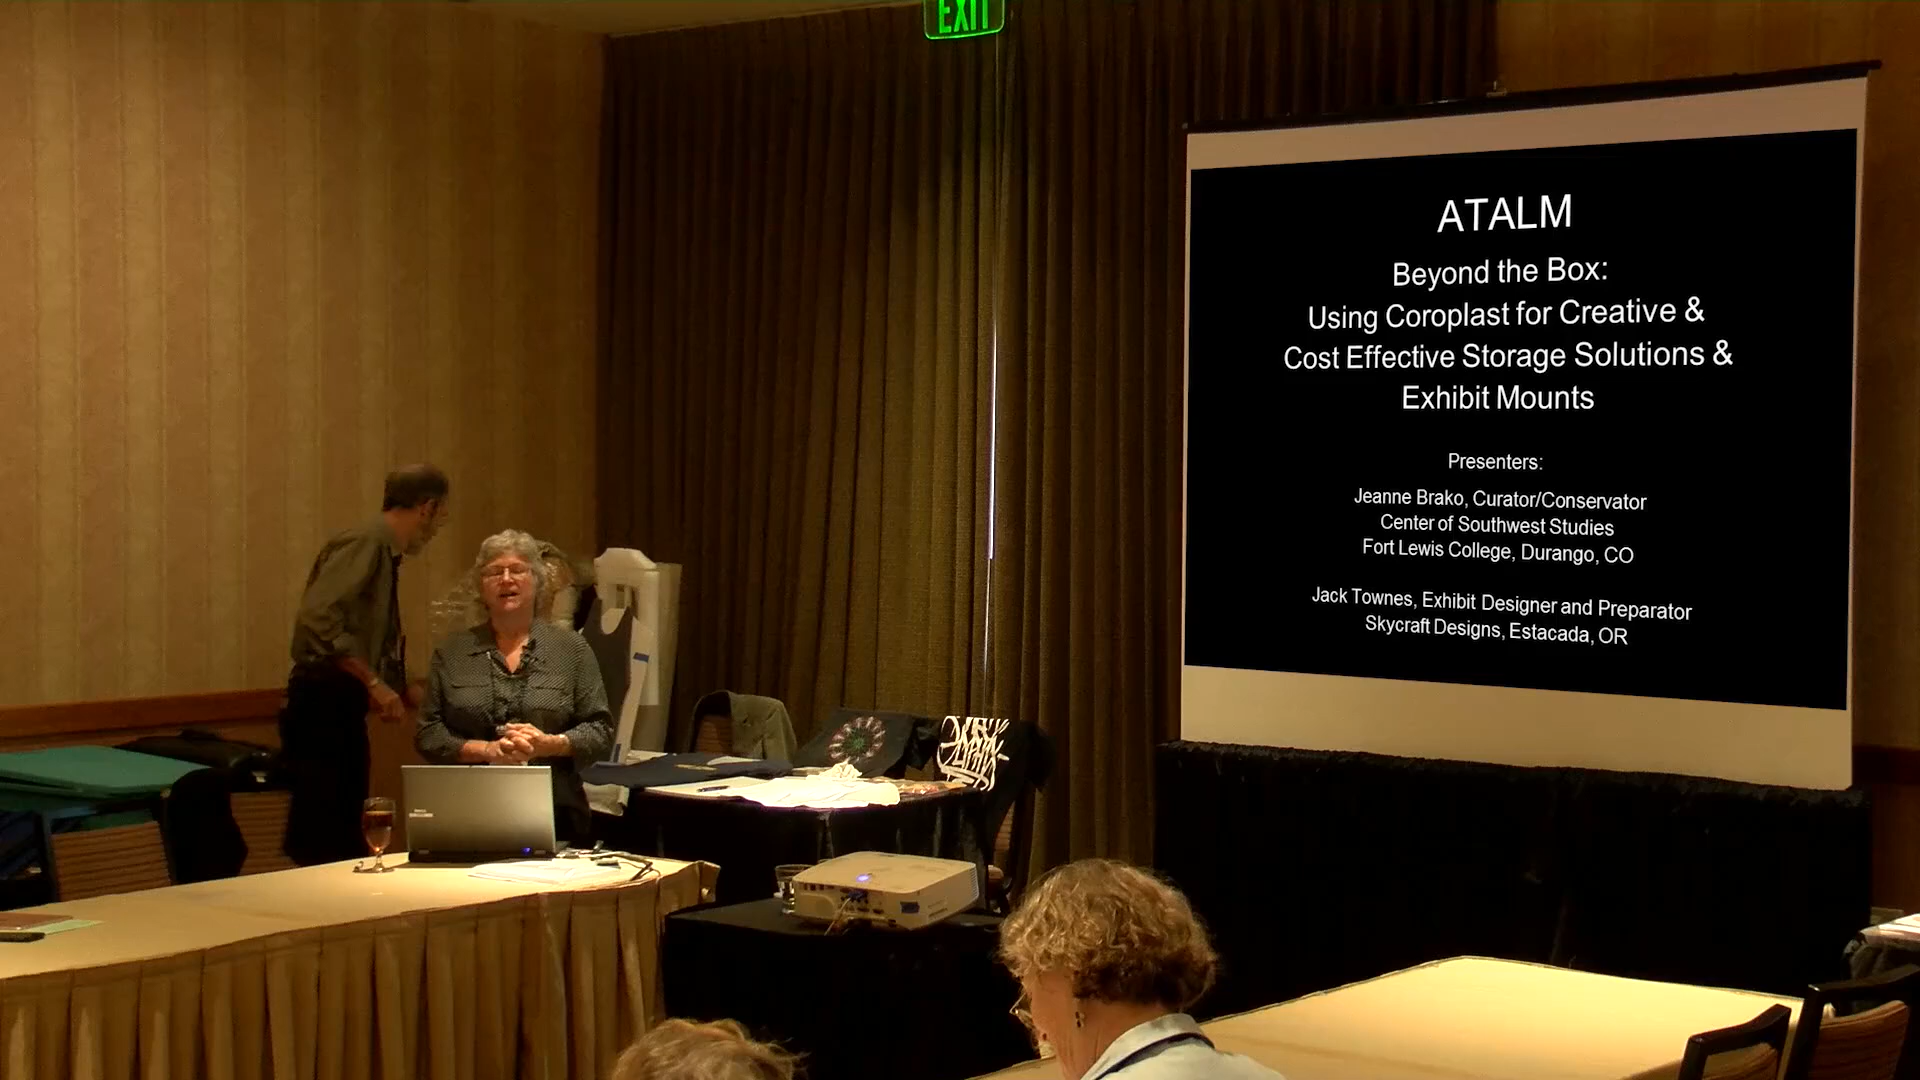 EXIT
ATALM
Beyond the Box:
Using Coroplast for Creative &
Cost Effective Storage Solutions &
Exhibit Mounts
Presenters:
Jeanne Brako, Curator/Conservator
Center of Southwest Studies
Fort Lewis College, Durango, CO
Jack Townes, Exhibit Designer and Preparator
Skycraft Designs, Estacada, OR